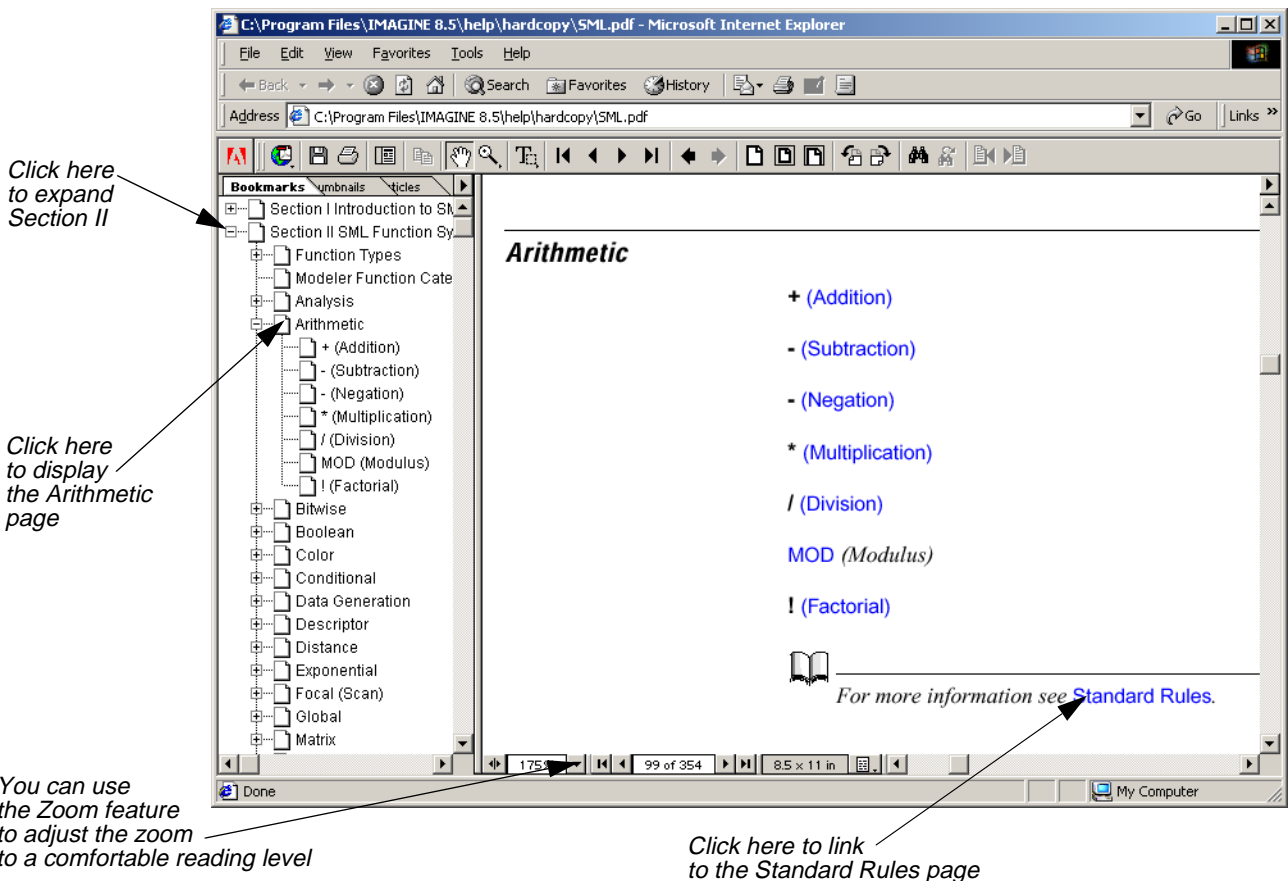 C:\Program Files\IMAGINE 8.5\help\hardcopy\SML.pdf - Microsoft Internet Explorer
File Edit View Favorites Tools Help
Back Search Favorites History
Address C:\Program Files\IMAGINE 8.5\help\hardcopy\SML.pdf Go Links »
Click here
to expand
Section II
Bookmarks umbnails ticles
Section I Introduction to SM
Section II SML Function Sy
Function Types
Modeler Function Cate
Analysis
Arithmetic
+ (Addition)
- (Subtraction)
- (Negation)
* (Multiplication)
/ (Division)
MOD (Modulus)
! (Factorial)
Bitwise
Boolean
Color
Conditional
Data Generation
Descriptor
Distance
Exponential
Focal (Scan)
Global
Matrix
Click here
to display
the Arithmetic
page
Arithmetic
+ (Addition)
- (Subtraction)
- (Negation)
* (Multiplication)
/ (Division)
MOD (Modulus)
! (Factorial)
For more information see Standard Rules.
175% 99 of 354 8.5 x 11 in
Done My Computer
You can use
the Zoom feature
to adjust the zoom
to a comfortable reading level
Click here to link
to the Standard Rules page